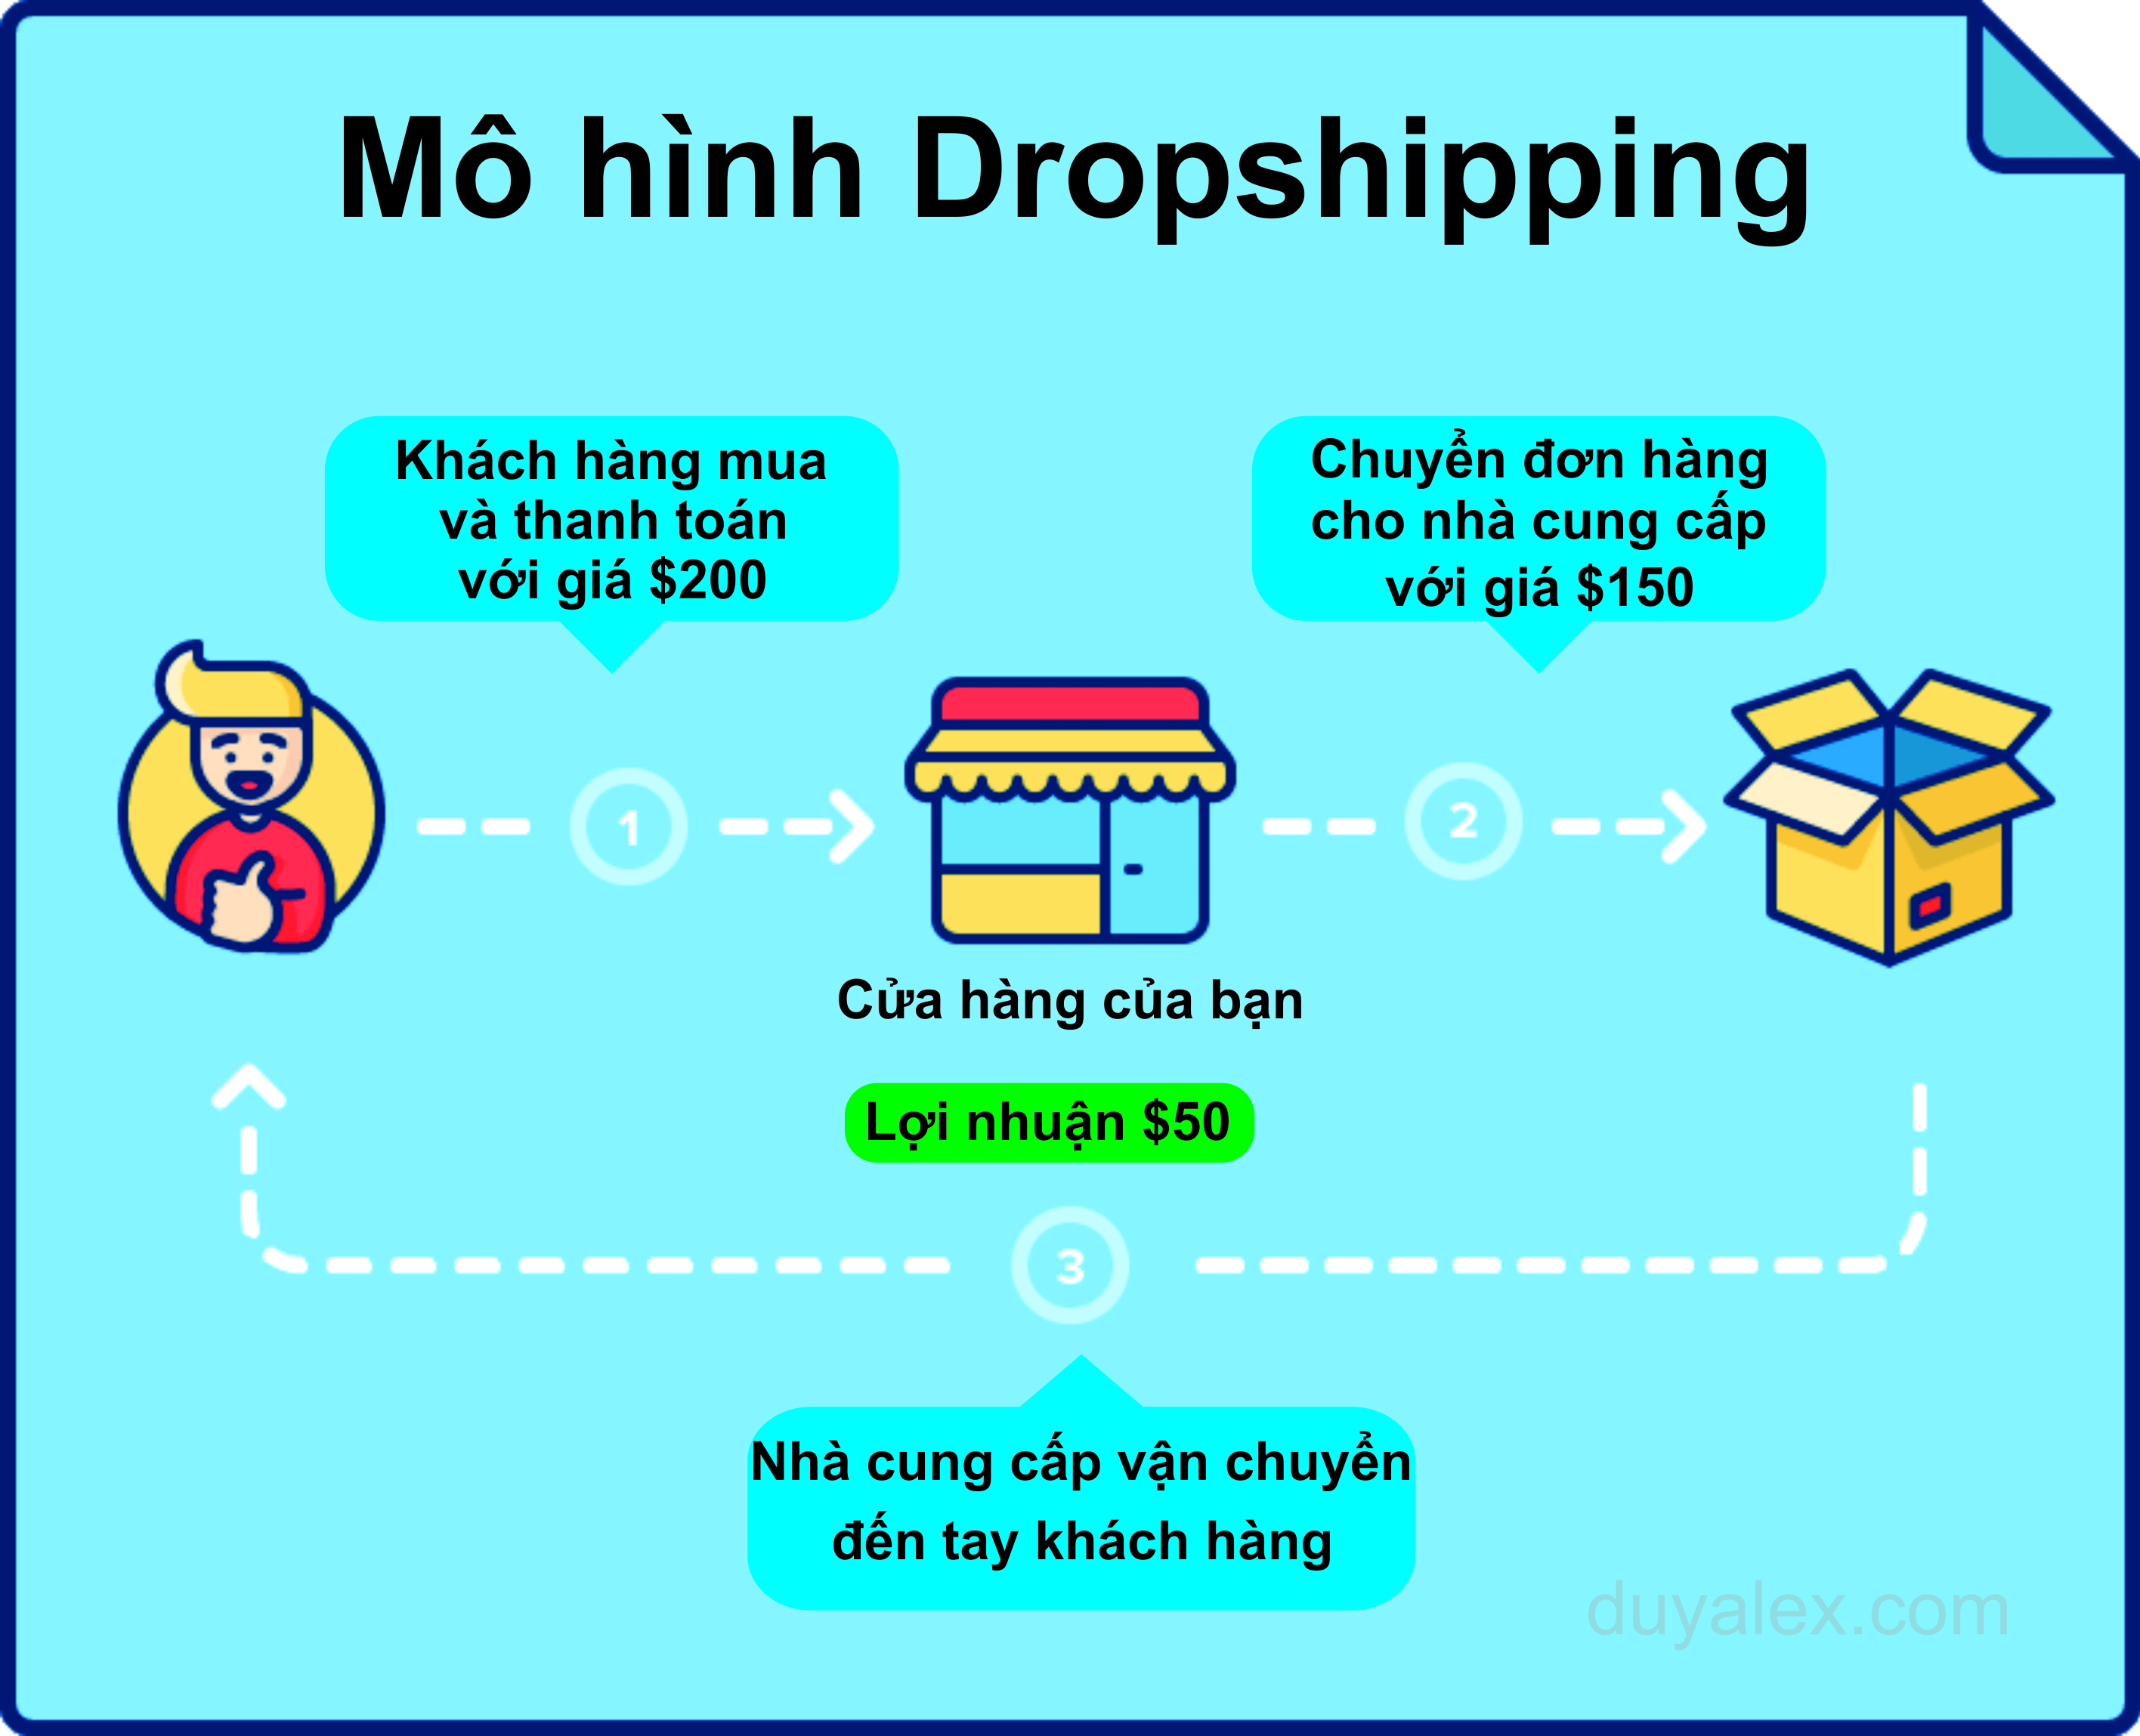 Mô hình Dropshipping
Khách hàng mua
và thanh toán
với giá $200
Chuyển đơn hàng
cho nhà cung cấp
với giá $150
1
2
Cửa hàng của bạn
Lợi nhuận $50
3
Nhà cung cấp vận chuyển
đến tay khách hàng
duyalex.com